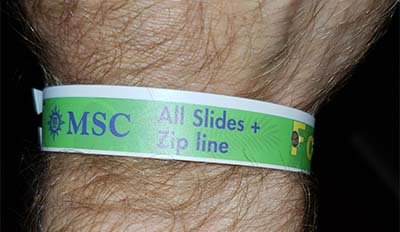 MSC
All Slides +
Zip line